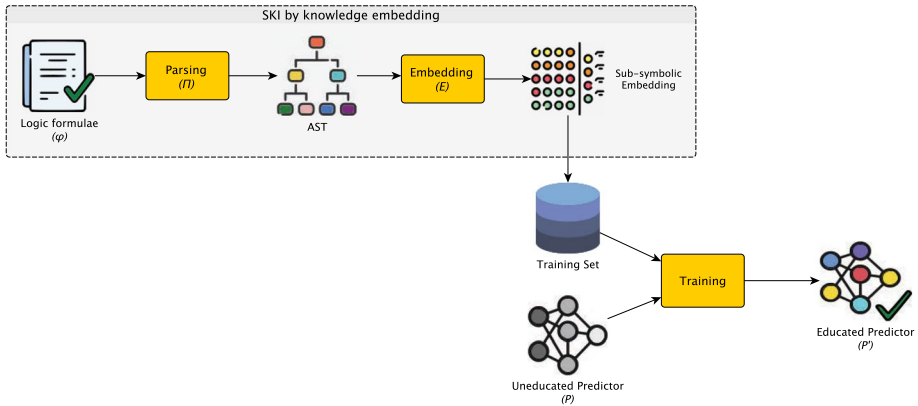 SKI by knowledge embedding
Parsing
(Π)
Embedding
(E)
Sub-symbolic
Embedding
Logic formulae
(φ)
AST
Training Set
Training
Uneducated Predictor
(P)
Educated Predictor
(P')